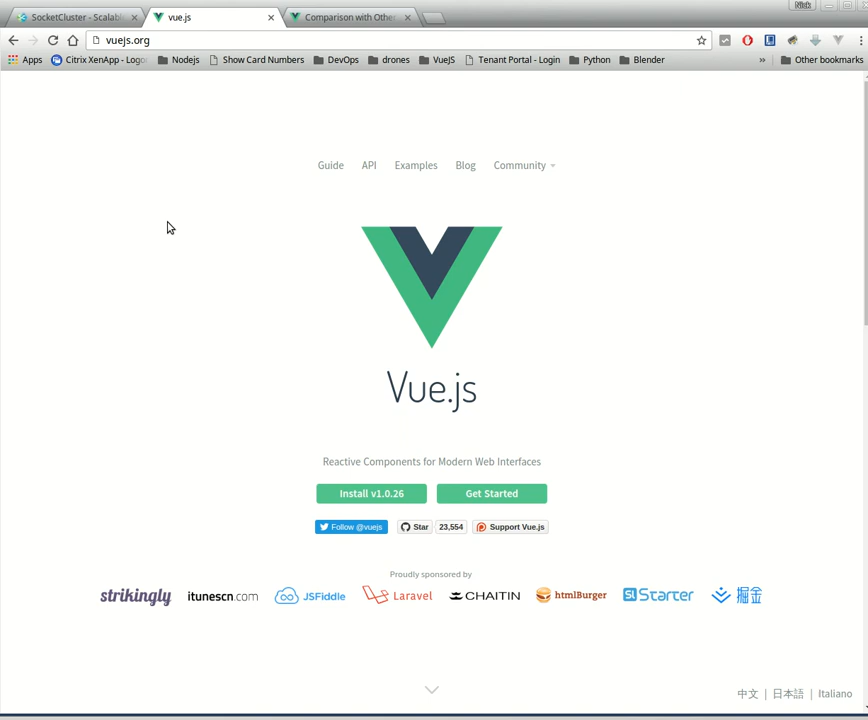 Nick
SocketCluster - Scalabl
vue.js
Comparison with Othe
vuejs.org
Apps Citrix XenApp - Logo Nodejs Show Card Numbers DevOps drones VueJS Tenant Portal - Login Python Blender » Other bookmarks
Guide API Examples Blog Community
Vue.js
Reactive Components for Modern Web Interfaces
Install v1.0.26 Get Started
Follow @vuejs Star 23,554 Support Vue.js
Proudly sponsored by
strikingly itunescn.com JSFiddle Laravel CHAITIN htmlBurger SL Starter 掘金
中文 | 日本語 | Italiano